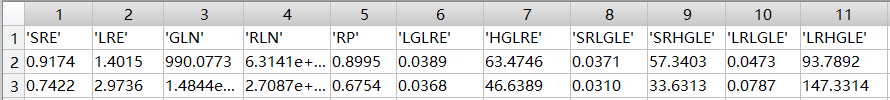 1 2 3 4 5 6 7 8 9 10 11
1 'SRE' 'LRE' 'GLN' 'RLN' 'RP' 'LGLRE' 'HGLRE' 'SRLGLE' 'SRHGLE' 'LRLGLE' 'LRHGLE'
2 0.9174 1.4015 990.0773 6.3141e+... 0.8995 0.0389 63.4746 0.0371 57.3403 0.0473 93.7892
3 0.7422 2.9736 1.4844e... 2.7087e+... 0.6754 0.0368 46.6389 0.0310 33.6313 0.0787 147.3314